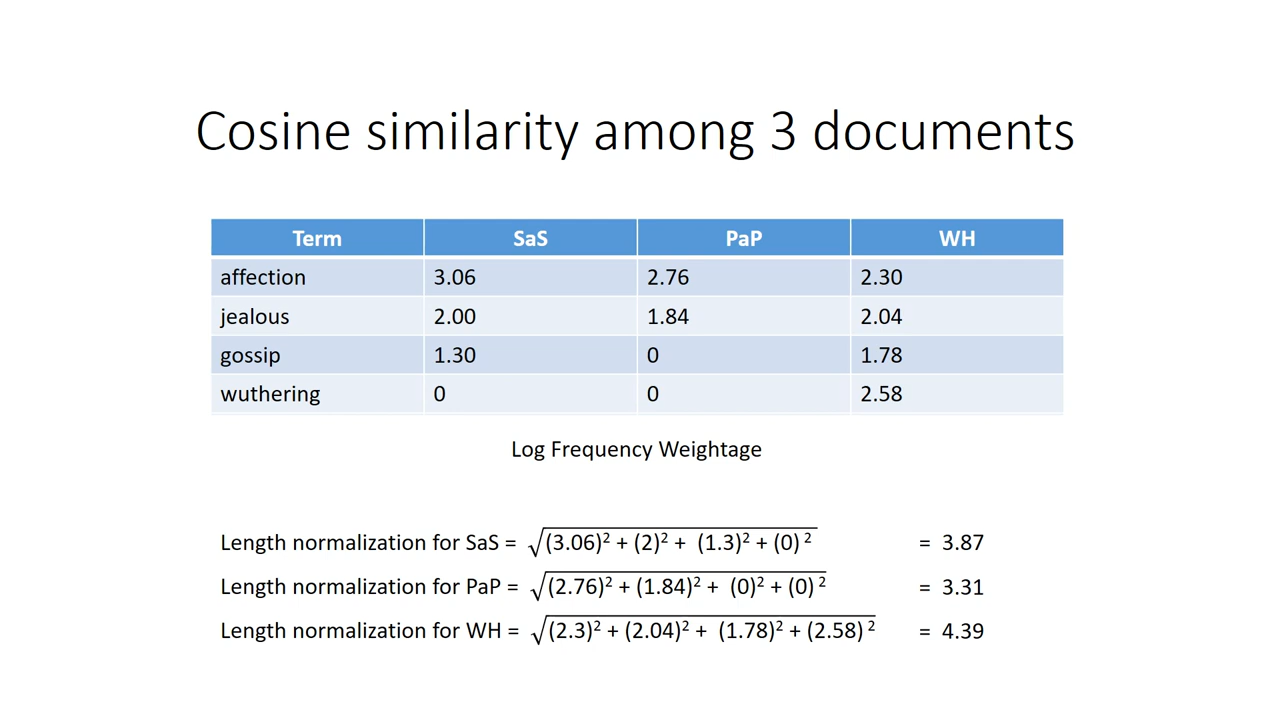 Cosine similarity among 3 documents
Term SaS PaP WH
affection 3.06 2.76 2.30
jealous 2.00 1.84 2.04
gossip 1.30 0 1.78
wuthering 0 0 2.58
Log Frequency Weightage
Length normalization for SaS = √(3.06)² + (2)² + (1.3)² + (0)² = 3.87
Length normalization for PaP = √(2.76)² + (1.84)² + (0)² + (0)² = 3.31
Length normalization for WH = √(2.3)² + (2.04)² + (1.78)² + (2.58)² = 4.39